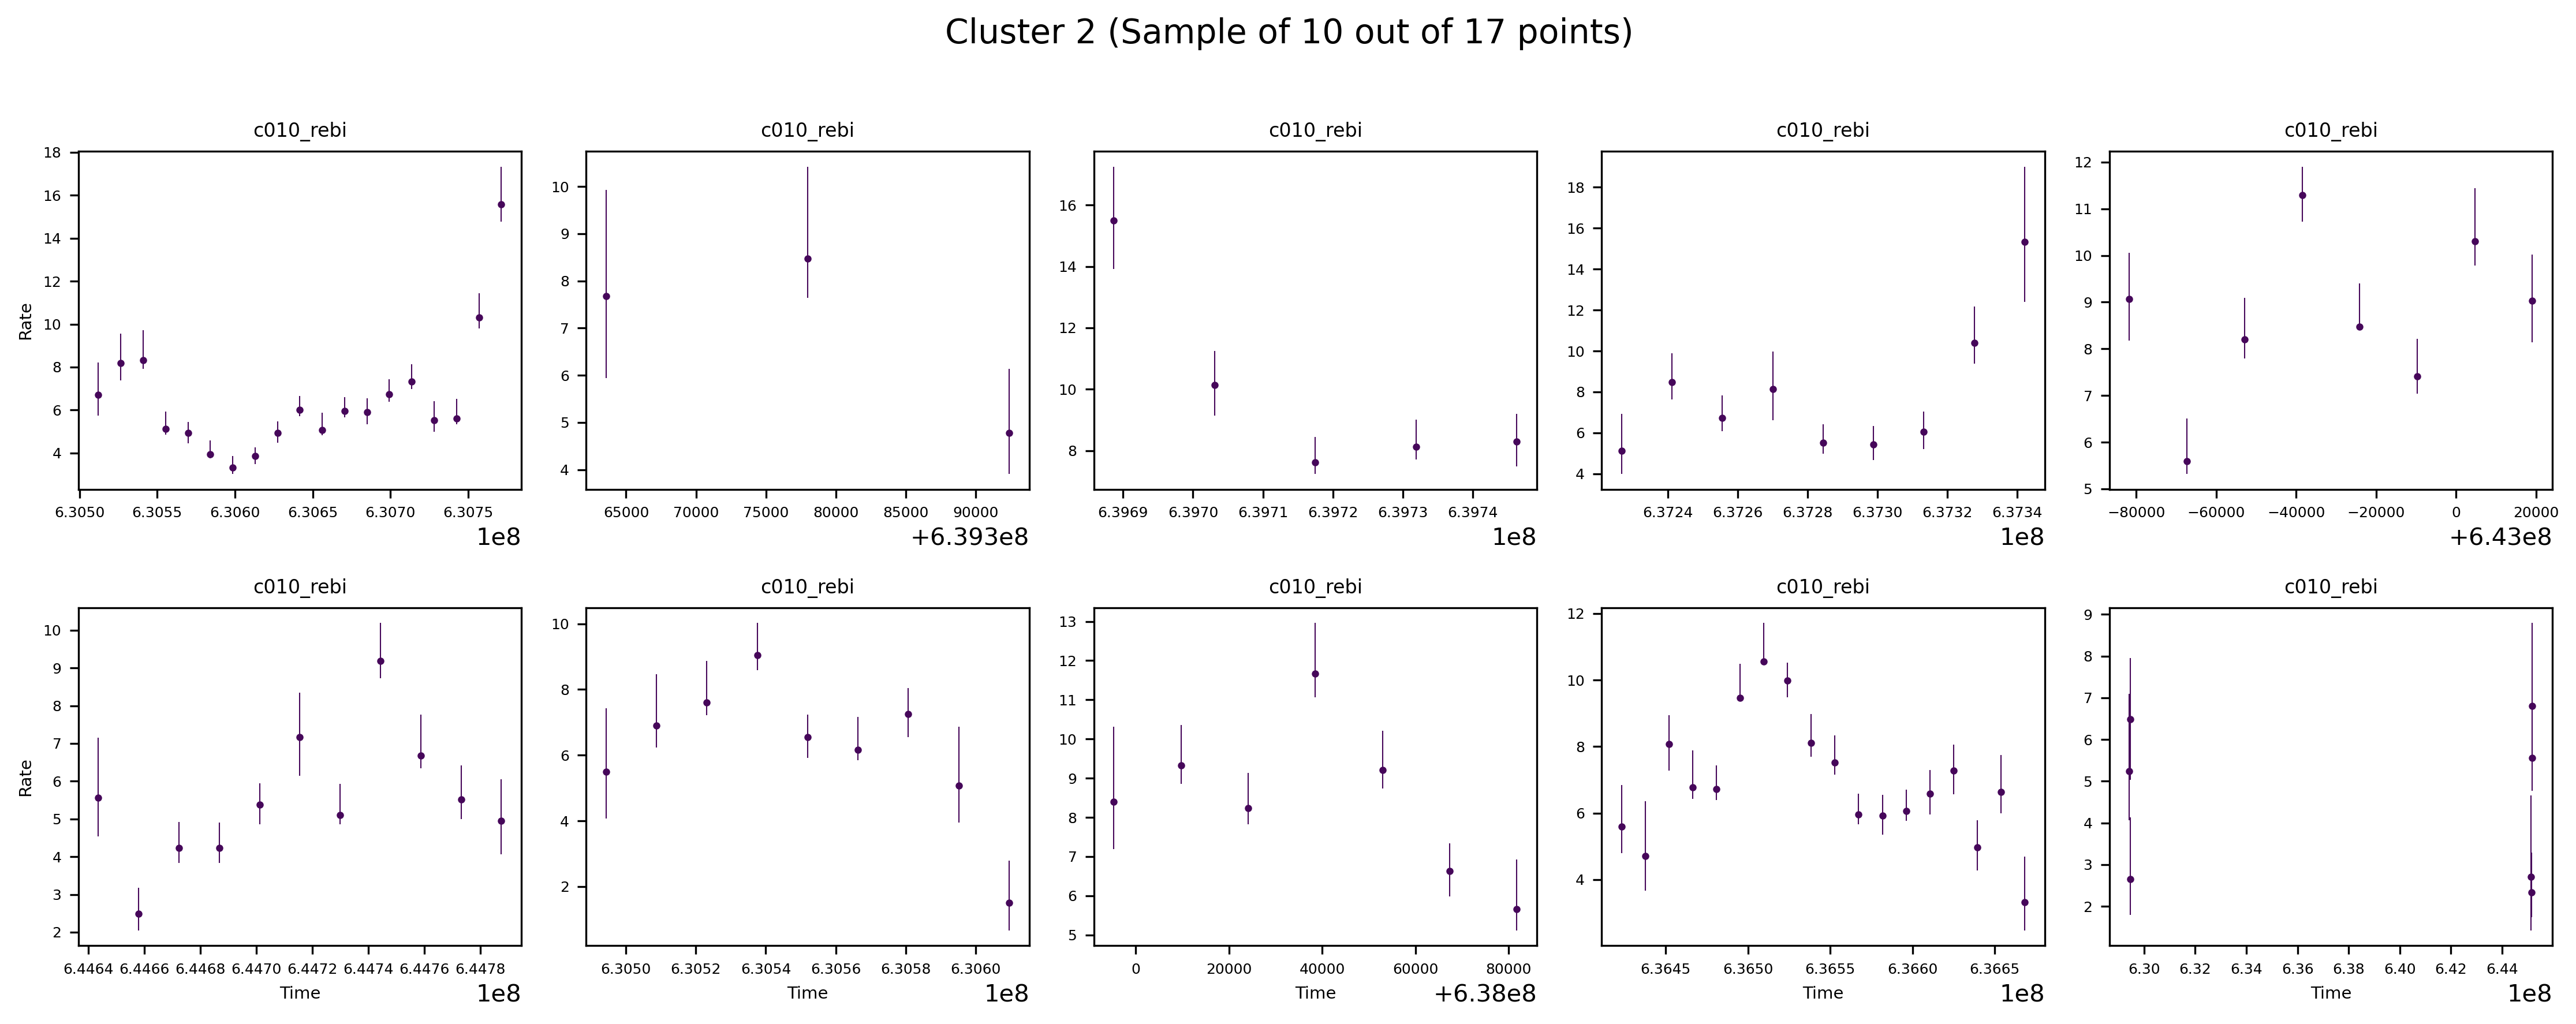 Cluster 2 (Sample of 10 out of 17 points)
c010_rebi c010_rebi c010_rebi c010_rebi c010_rebi
Rate
18 16 14 12 10 8 6 4
6.3050 6.3055 6.3060 6.3065 6.3070 6.3075
1e8
10 9 8 7 6 5 4
65000 70000 75000 80000 85000 90000
+6.393e8
16 14 12 10 8
6.3969 6.3970 6.3971 6.3972 6.3973 6.3974
1e8
18 16 14 12 10 8 6 4
6.3724 6.3726 6.3728 6.3730 6.3732 6.3734
1e8
12 11 10 9 8 7 6 5
−80000 −60000 −40000 −20000 0 20000
+6.43e8
c010_rebi c010_rebi c010_rebi c010_rebi c010_rebi
Rate
10 9 8 7 6 5 4 3 2
6.4464 6.4466 6.4468 6.4470 6.4472 6.4474 6.4476 6.4478
Time 1e8
10 8 6 4 2
6.3050 6.3052 6.3054 6.3056 6.3058 6.3060
Time 1e8
13 12 11 10 9 8 7 6 5
0 20000 40000 60000 80000
Time +6.38e8
12 10 8 6 4
6.3645 6.3650 6.3655 6.3660 6.3665
Time 1e8
9 8 7 6 5 4 3 2
6.30 6.32 6.34 6.36 6.38 6.40 6.42 6.44
Time 1e8